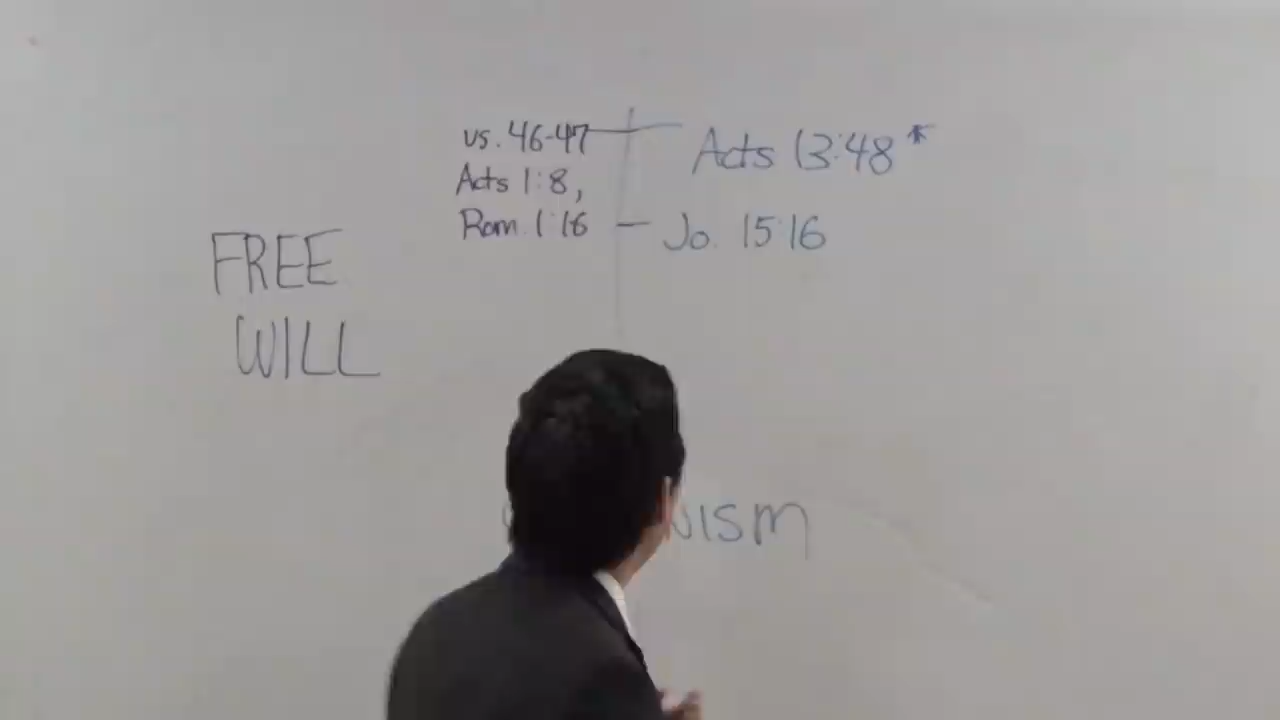 vs. 46-47
Acts 13:48*
Acts 1:8,
Rom. 1:16
Jo. 15:16
FREE
WILL